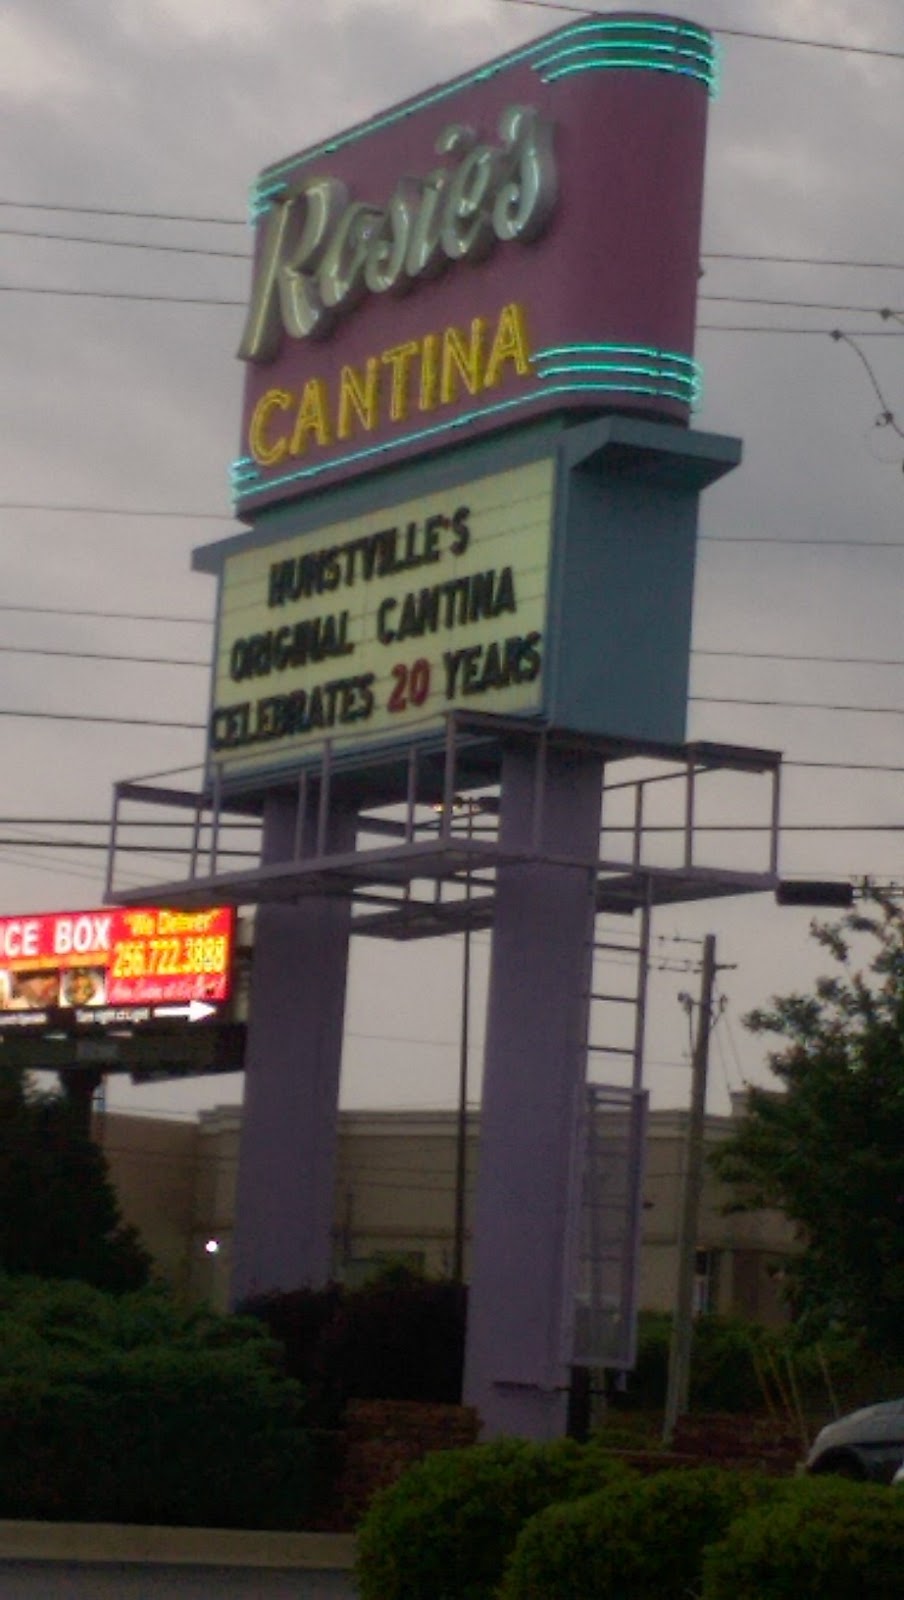 Rosie's
CANTINA
HUNSTVILLE'S
ORIGINAL CANTINA
CELEBRATES 20 YEARS
ICE BOX
"We Deliver"
256.722.3888